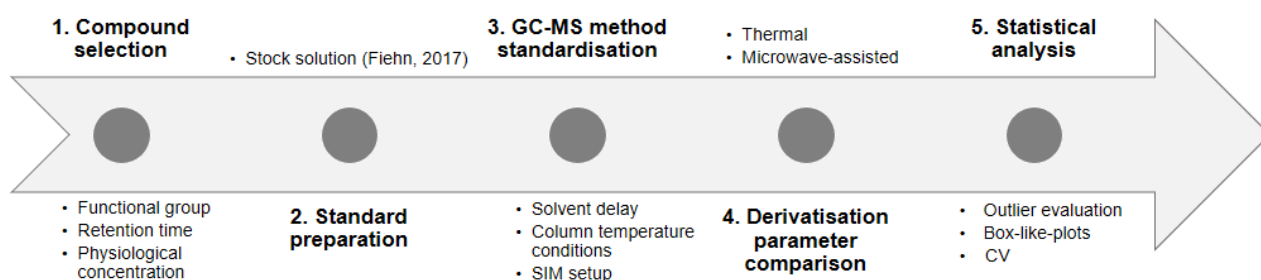 1. Compound
selection
• Functional group
• Retention time
• Physiological
concentration
• Stock solution (Fiehn, 2017)
2. Standard
preparation
3. GC-MS method
standardisation
• Solvent delay
• Column temperature
conditions
• SIM setup
• Thermal
• Microwave-assisted
4. Derivatisation
parameter
comparison
5. Statistical
analysis
• Outlier evaluation
• Box-like-plots
• CV